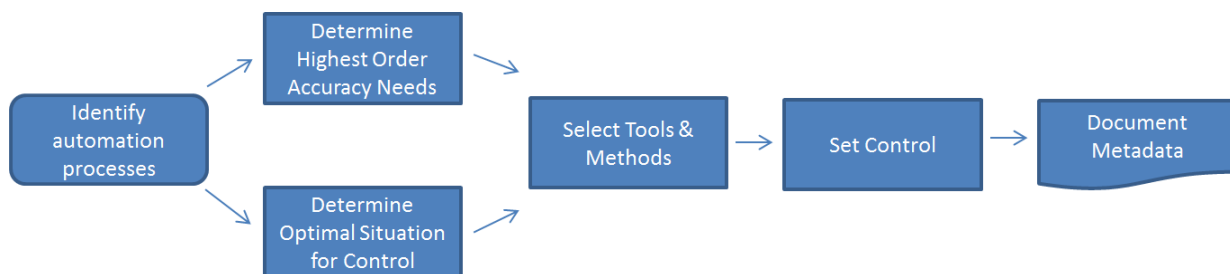 Identify
automation
processes
Determine
Highest Order
Accuracy Needs
Determine
Optimal Situation
for Control
Select Tools &
Methods
Set Control
Document
Metadata